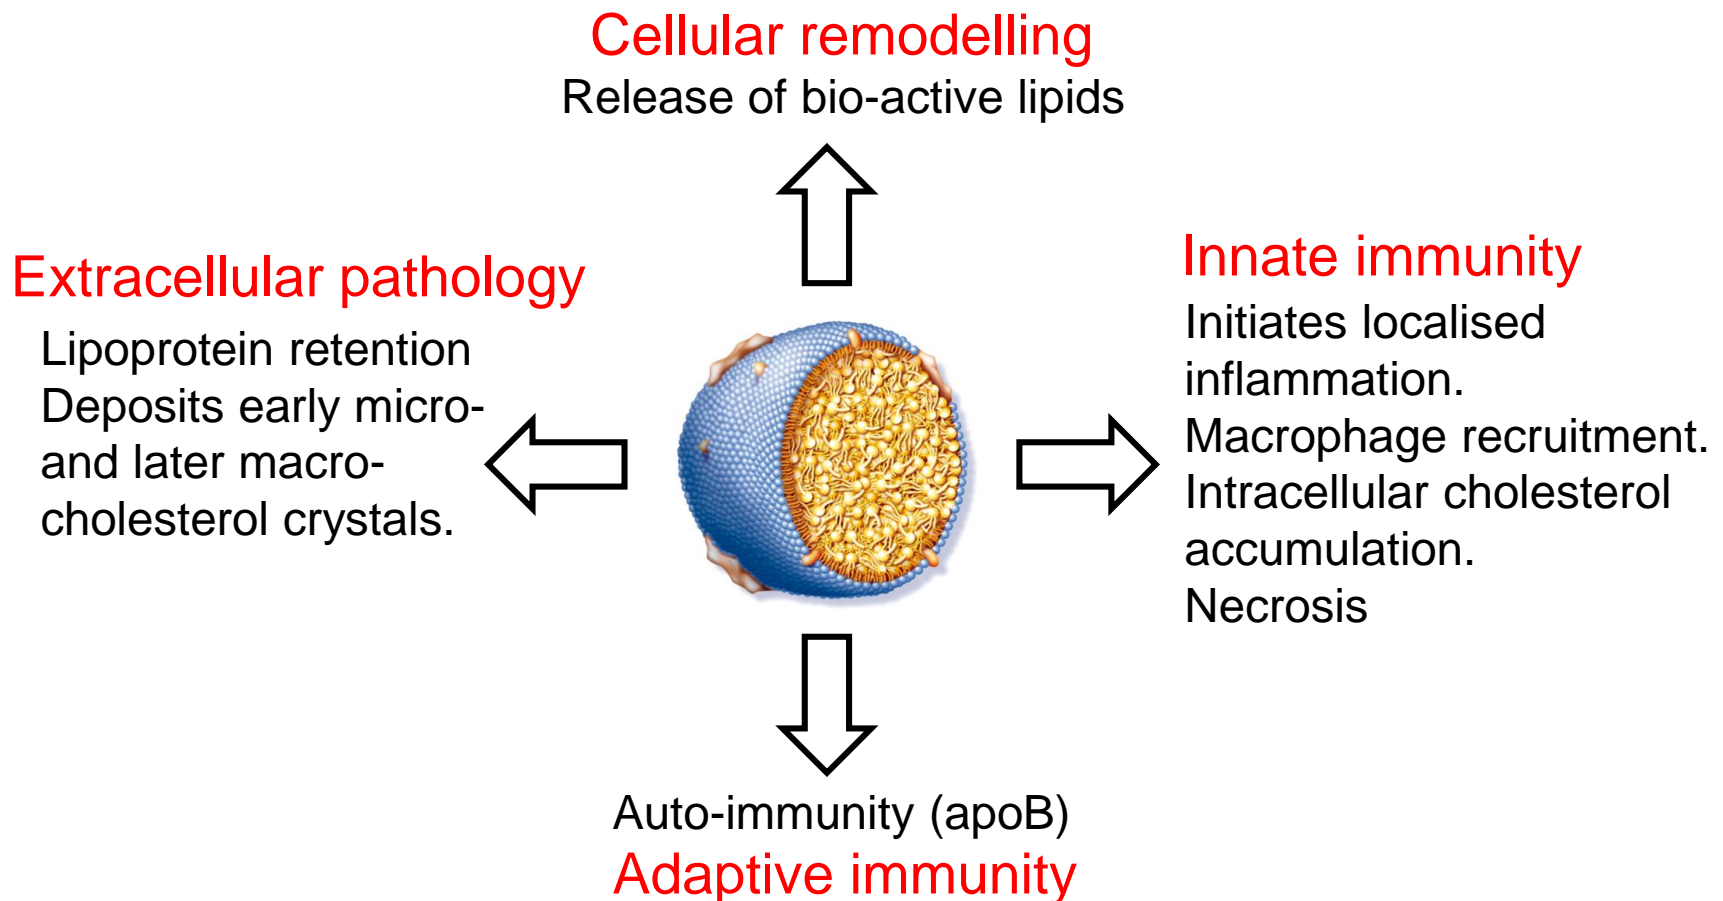 Cellular remodelling
Release of bio-active lipids
Extracellular pathology
Lipoprotein retention
Deposits early micro-
and later macro-
cholesterol crystals.
Innate immunity
Initiates localised
inflammation.
Macrophage recruitment.
Intracellular cholesterol
accumulation.
Necrosis
Auto-immunity (apoB)
Adaptive immunity